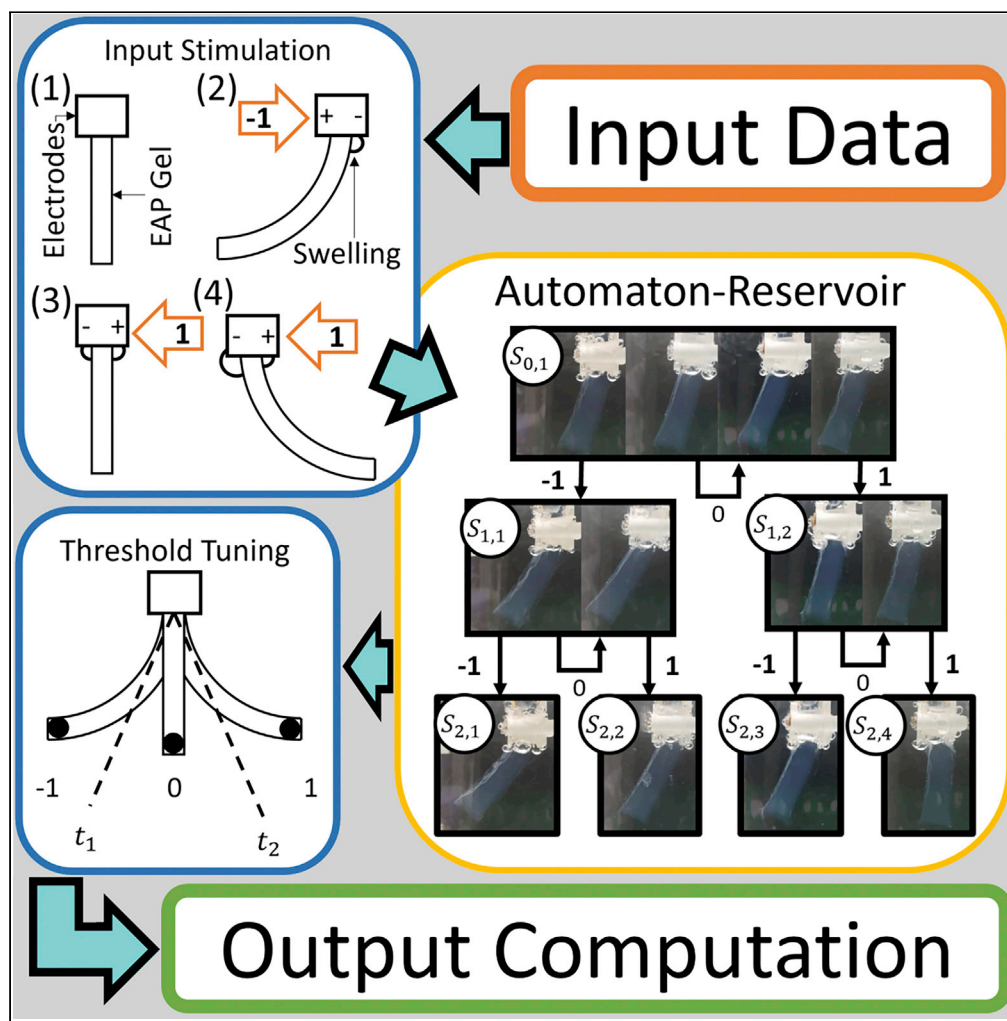 Input Stimulation
(1)
(2)
-1
+ -
Electrodes
EAP Gel
Swelling
(3)
- +
1
(4)
- +
1
Input Data
Automaton-Reservoir
S0,1
-1
0
1
S1,1
S1,2
-1
0
1
-1
0
1
S2,1
S2,2
S2,3
S2,4
Threshold Tuning
-1 0 1
t1 t2
Output Computation